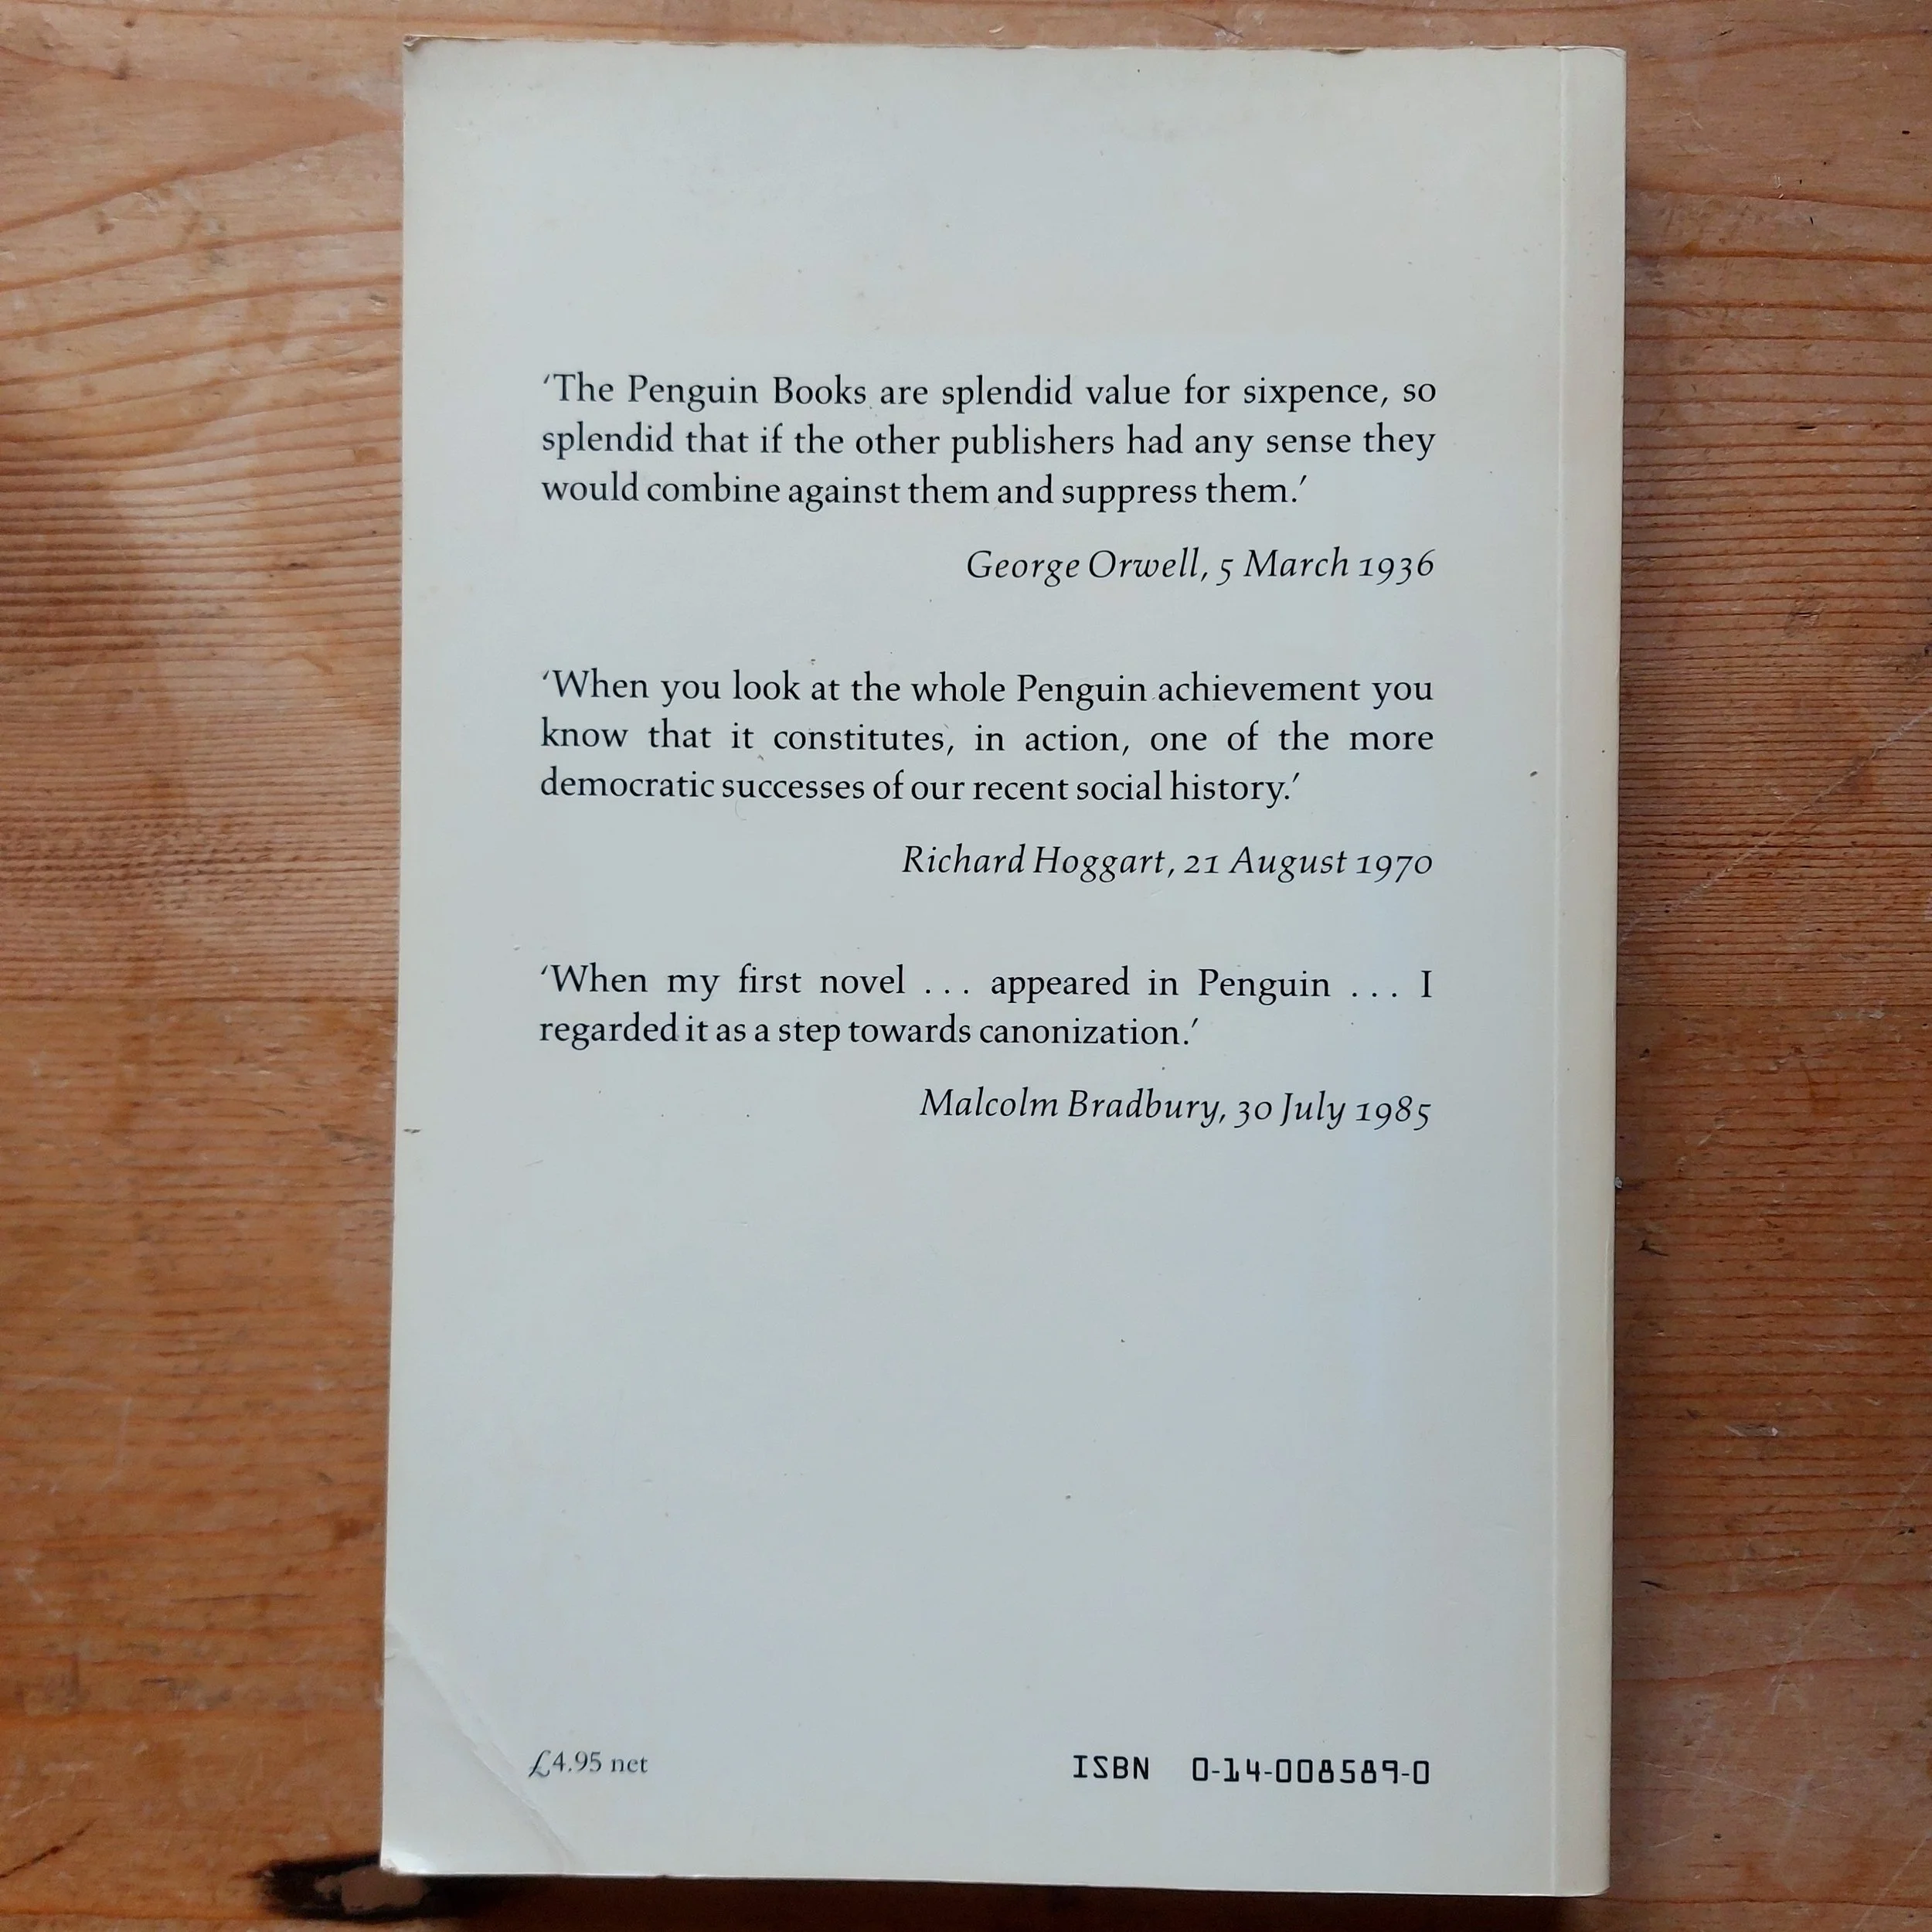 ‘The Penguin Books are splendid value for sixpence, so
splendid that if the other publishers had any sense they
would combine against them and suppress them.’
George Orwell, 5 March 1936
‘When you look at the whole Penguin achievement you
know that it constitutes, in action, one of the more
democratic successes of our recent social history.’
Richard Hoggart, 21 August 1970
‘When my first novel . . . appeared in Penguin . . . I
regarded it as a step towards canonization.’
Malcolm Bradbury, 30 July 1985
£4.95 net
ISBN 0-14-008589-0